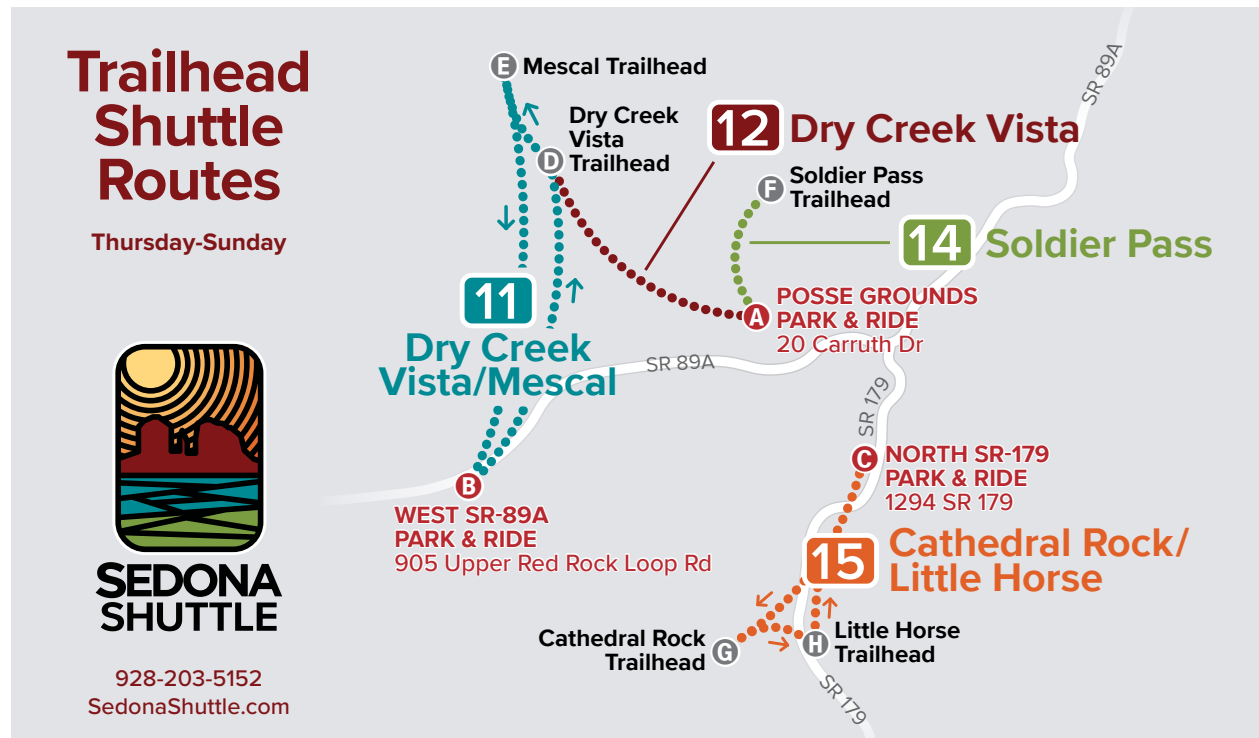 Trailhead
Shuttle
Routes
Thursday-Sunday
E Mescal Trailhead
Dry Creek
Vista
D Trailhead
12 Dry Creek Vista
SR 89A
F Soldier Pass
Trailhead
14 Soldier Pass
A POSSE GROUNDS
PARK & RIDE
20 Carruth Dr
11
Dry Creek
Vista/Mescal
SR 89A
SR 179
B
WEST SR-89A
PARK & RIDE
905 Upper Red Rock Loop Rd
C NORTH SR-179
PARK & RIDE
1294 SR 179
15 Cathedral Rock/
Little Horse
Cathedral Rock
Trailhead G
H Little Horse
Trailhead
SR 179
SEDONA
SHUTTLE
928-203-5152
SedonaShuttle.com